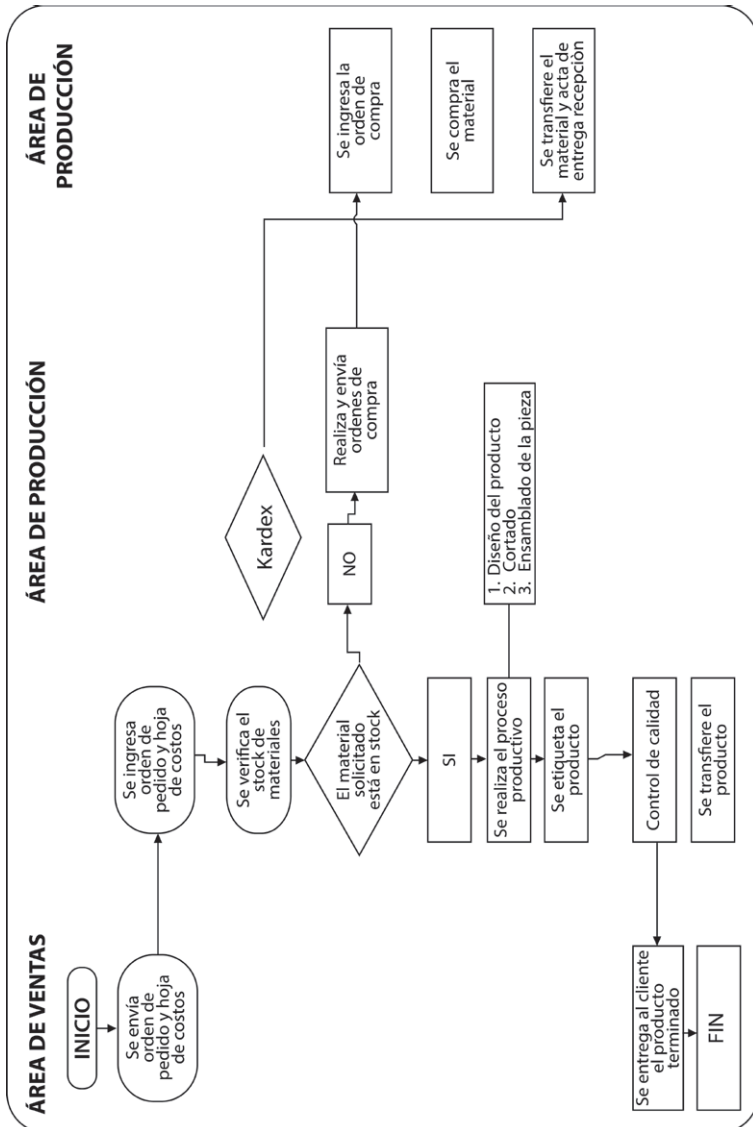 ÁREA DE VENTAS
INICIO
Se envía
orden de
pedido y hoja
de costos
Se entrega al cliente
el producto
terminado
FIN
ÁREA DE PRODUCCIÓN
Se ingresa
orden de
pedido y hoja
de costos
Se verifica el
stock de
materiales
El material
solicitado
está en stock
SI
Se realiza el proceso
productivo
Se etiqueta el
producto
Control de calidad
Se transfiere el
producto
Kardex
NO
Realiza y envía
ordenes de
compra
1. Diseño del producto
2. Cortado
3. Ensamblado de la pieza
ÁREA DE
PRODUCCIÓN
Se ingresa la
orden de
compra
Se compra el
material
Se transfiere el
material y acta de
entrega recepciòn